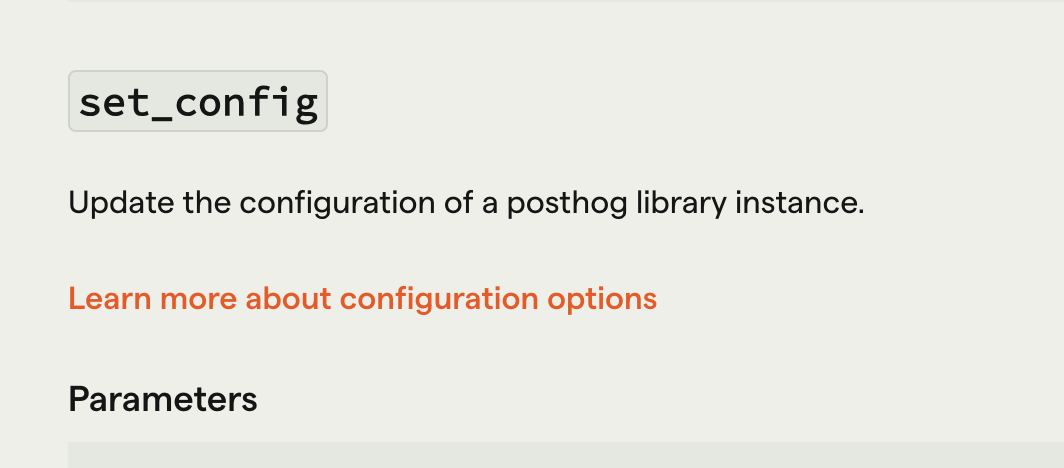 set_config
Update the configuration of a posthog library instance.
Learn more about configuration options
Parameters